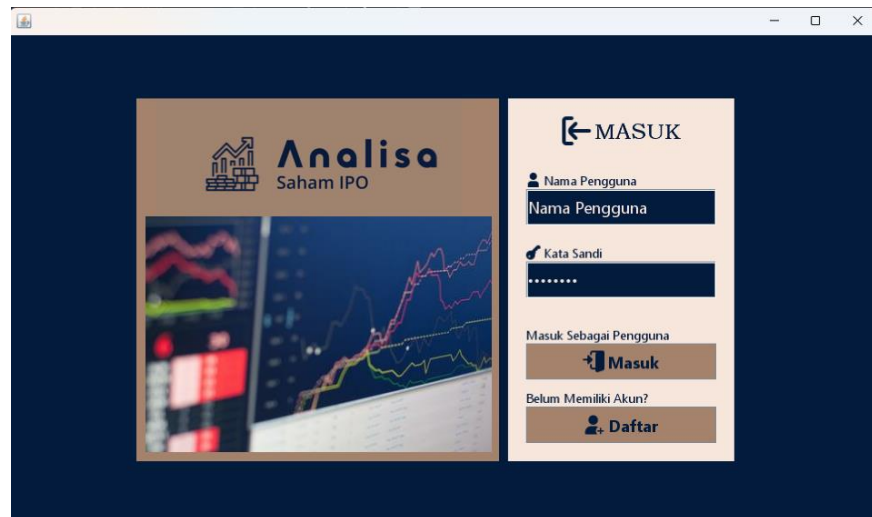 Analisa
Saham IPO
MASUK
Nama Pengguna
Nama Pengguna
Kata Sandi
••••••••
Masuk Sebagai Pengguna
Masuk
Belum Memiliki Akun?
Daftar